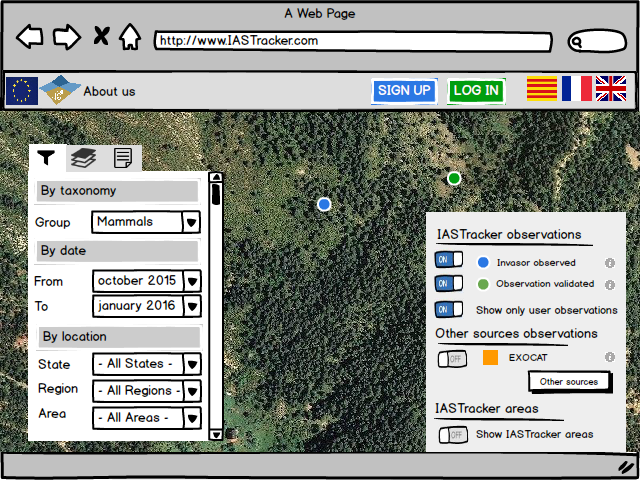 A Web Page
http://www.IASTracker.com
About us
SIGN UP
LOG IN
By taxonomy
Group
Mammals
By date
From
october 2015
To
january 2016
By location
State
- All States -
Region
- All Regions -
Area
- All Areas -
IASTracker observations
ON
Invasor observed
ON
Observation validated
ON
Show only user observations
Other sources observations
OFF
EXOCAT
Other sources
IASTracker areas
OFF
Show IASTracker areas